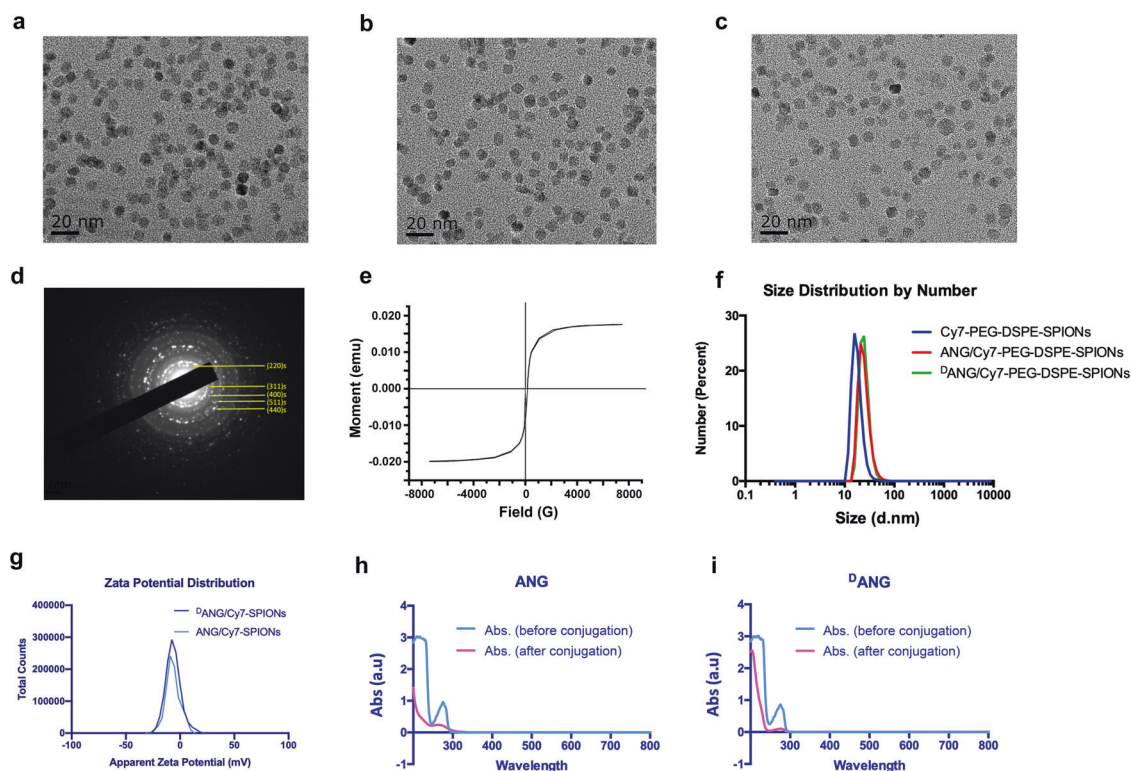 a
b
c
20 nm
20 nm
20 nm
d
(220)s
(311)s
(400)s
(511)s
(440)s
e
Moment (emu)
0.020
0.010
0.000
-0.010
-0.020
-8000
-4000
0
4000
8000
Field (G)
f
Size Distribution by Number
Number (Percent)
30
20
10
0
0.1
1
10
100
1000
10000
Size (d.nm)
Cy7-PEG-DSPE-SPIONs
ANG/Cy7-PEG-DSPE-SPIONs
ᴰANG/Cy7-PEG-DSPE-SPIONs
g
Zata Potential Distribution
Total Counts
400000
300000
200000
100000
0
-100
-50
0
50
100
Apparent Zeta Potential (mV)
ᴰANG/Cy7-SPIONs
ANG/Cy7-SPIONs
h
ANG
Abs (a.u)
4
3
2
1
0
-1
300
400
500
600
700
800
Wavelength
Abs. (before conjugation)
Abs. (after conjugation)
i
ᴰANG
Abs (a.u)
4
3
2
1
0
-1
300
400
500
600
700
800
Wavelength
Abs. (before conjugation)
Abs. (after conjugation)